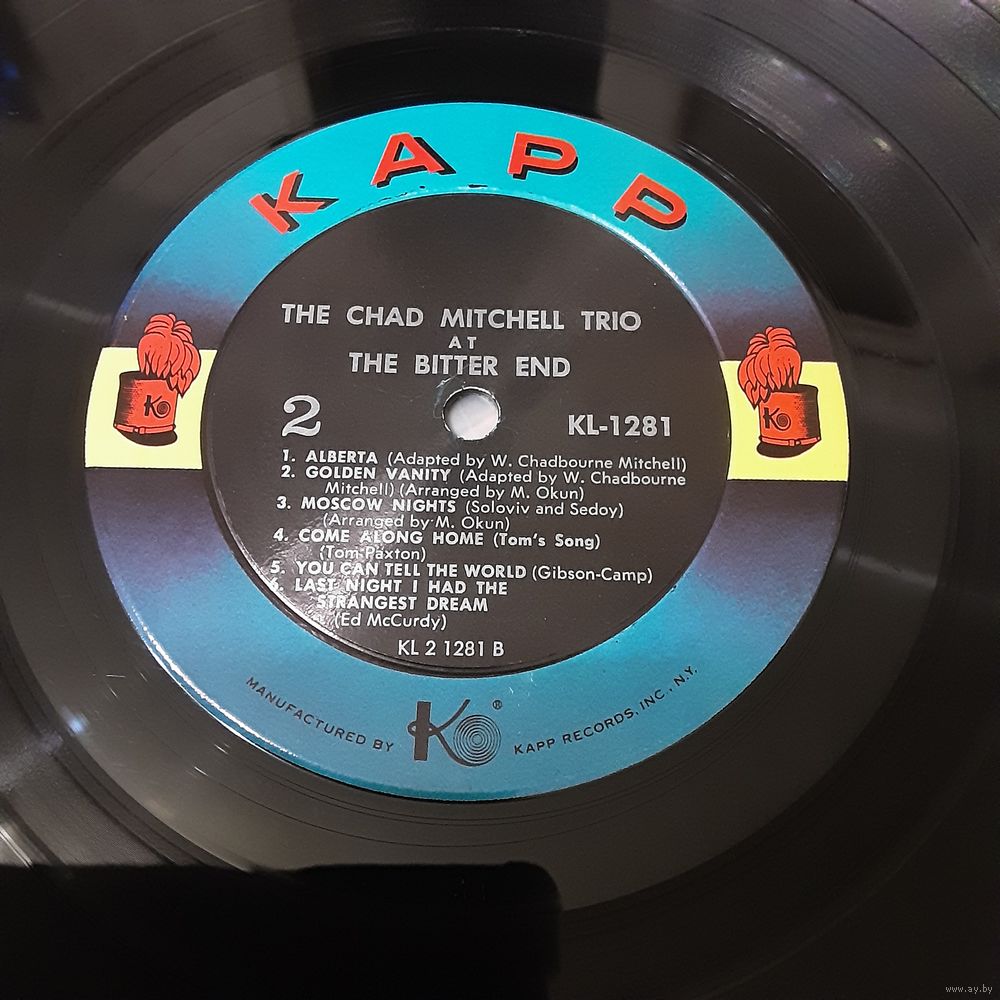 KAPP
THE CHAD MITCHELL TRIO
AT
THE BITTER END
2 KL-1281
1. ALBERTA (Adapted by W. Chadbourne Mitchell)
2. GOLDEN VANITY (Adapted by W. Chadbourne
Mitchell) (Arranged by M. Okun)
3. MOSCOW NIGHTS (Soloviv and Sedoy)
(Arranged by M. Okun)
4. COME ALONG HOME (Tom's Song)
(Tom Paxton)
5. YOU CAN TELL THE WORLD (Gibson-Camp)
6. LAST NIGHT I HAD THE
STRANGEST DREAM
(Ed McCurdy)
KL 2 1281 B
MANUFACTURED BY K ® KAPP RECORDS, INC. N.Y.
K
K
www.ay.by